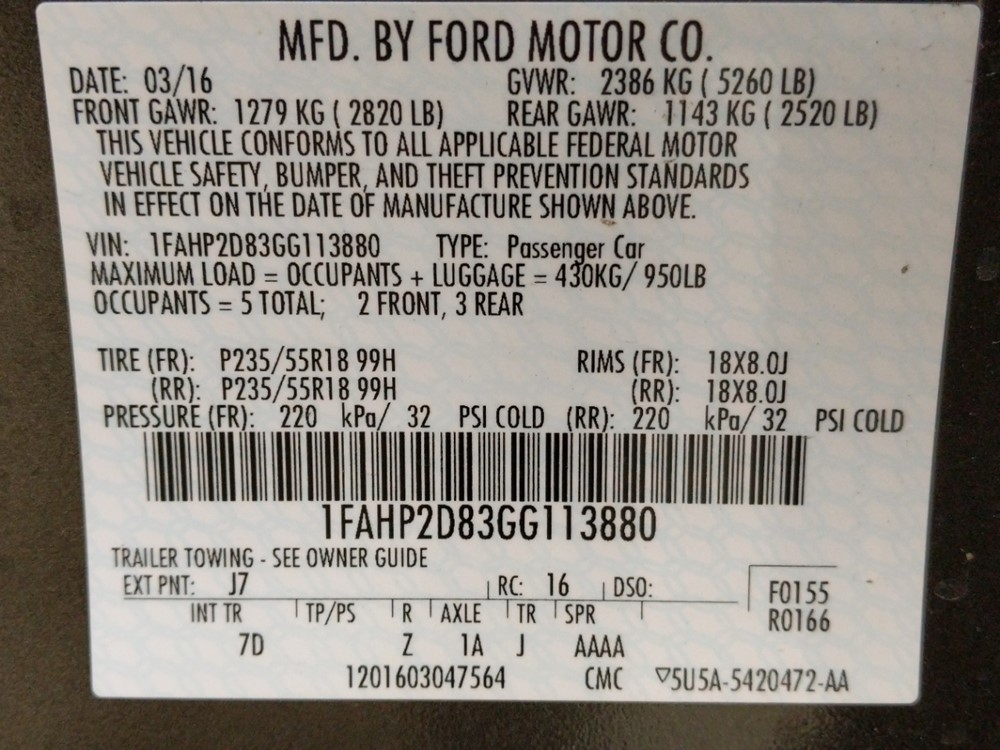 MFD. BY FORD MOTOR CO.
DATE: 03/16 GVWR: 2386 KG ( 5260 LB)
FRONT GAWR: 1279 KG ( 2820 LB) REAR GAWR: 1143 KG ( 2520 LB)
THIS VEHICLE CONFORMS TO ALL APPLICABLE FEDERAL MOTOR
VEHICLE SAFETY, BUMPER, AND THEFT PREVENTION STANDARDS
IN EFFECT ON THE DATE OF MANUFACTURE SHOWN ABOVE.
VIN: 1FAHP2D83GG113880 TYPE: Passenger Car
MAXIMUM LOAD = OCCUPANTS + LUGGAGE = 430KG/ 950LB
OCCUPANTS = 5 TOTAL; 2 FRONT, 3 REAR
TIRE (FR): P235/55R18 99H RIMS (FR): 18X8.0J
(RR): P235/55R18 99H (RR): 18X8.0J
PRESSURE (FR): 220 kPa/ 32 PSI COLD (RR): 220 kPa/ 32 PSI COLD
1FAHP2D83GG113880
TRAILER TOWING - SEE OWNER GUIDE
EXT PNT: J7 RC: 16 DSO: F0155
INT TR TP/PS R AXLE TR SPR R0166
7D Z 1A J AAAA
1201603047564 CMC ▽5U5A-5420472-AA